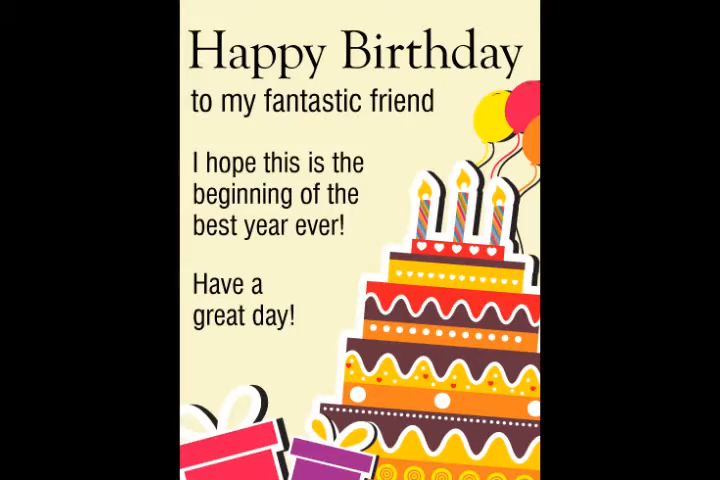 Happy Birthday
to my fantastic friend
I hope this is the
beginning of the
best year ever!
Have a
great day!